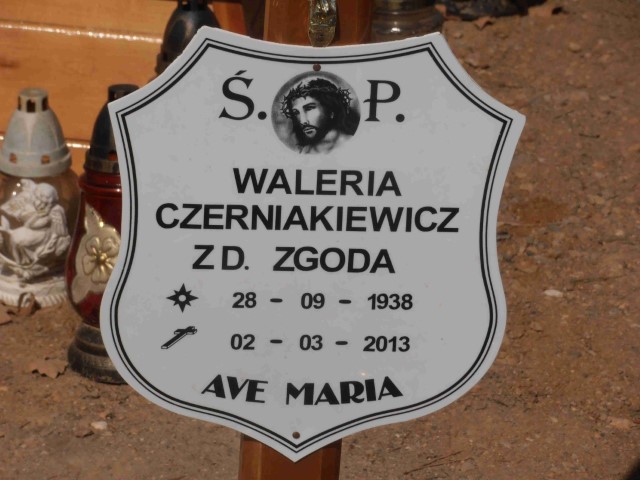 Ś. P.
WALERIA
CZERNIAKIEWICZ
ZD. ZGODA
28 - 09 - 1938
02 - 03 - 2013
AVE MARIA